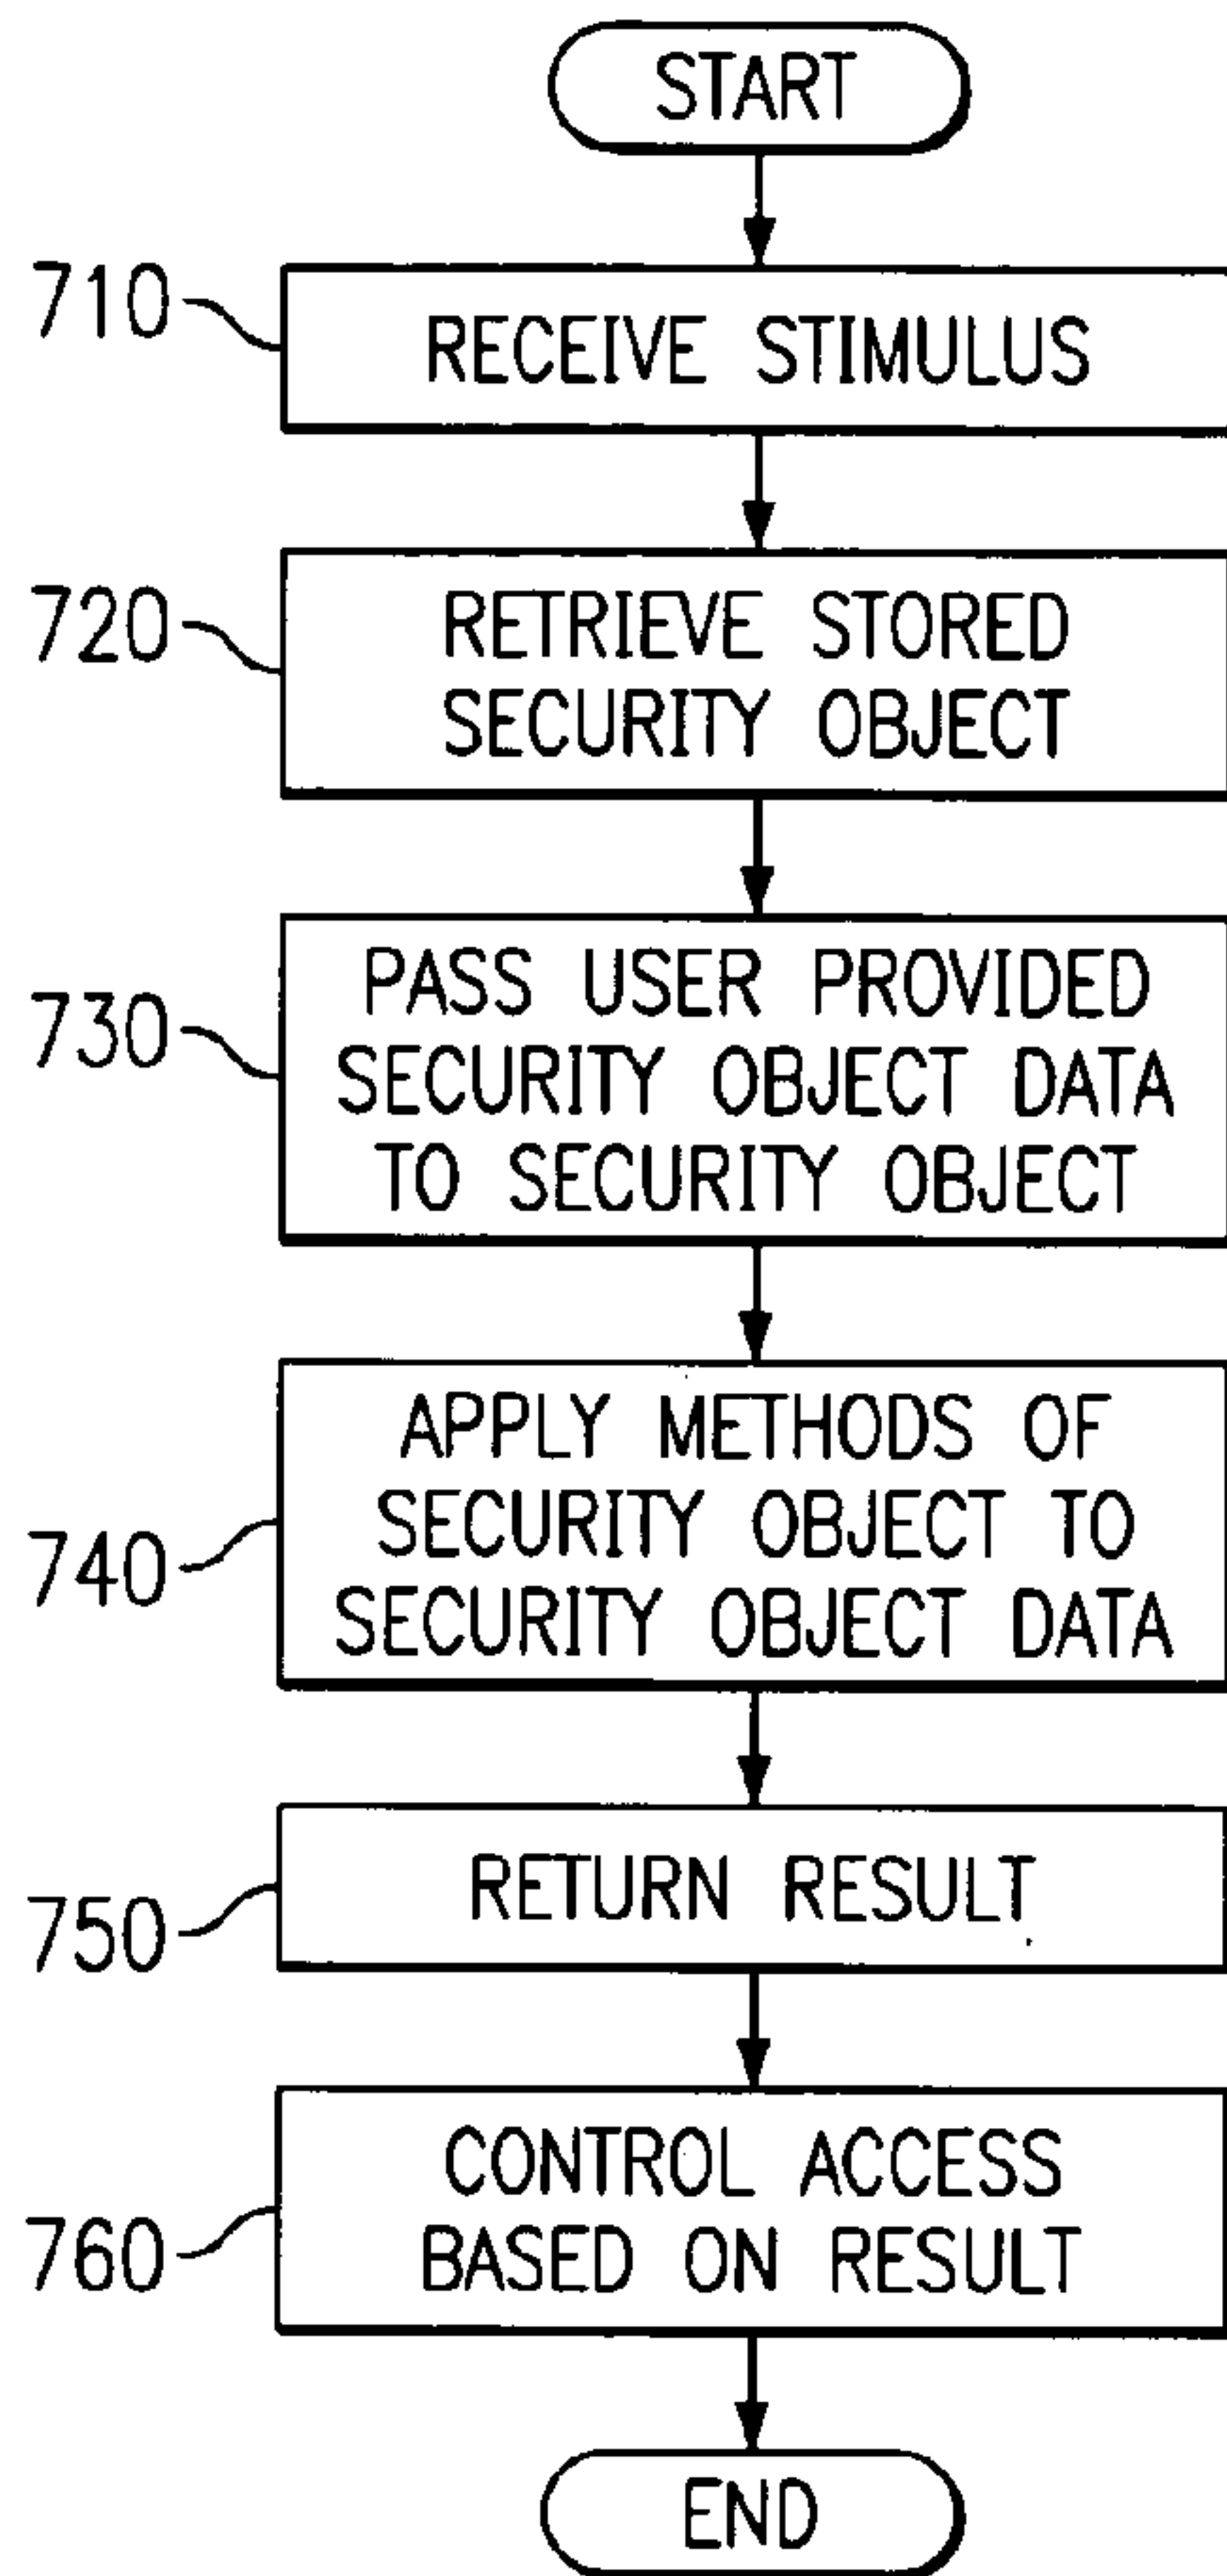 START
710
RECEIVE STIMULUS
720
RETRIEVE STORED
SECURITY OBJECT
730
PASS USER PROVIDED
SECURITY OBJECT DATA
TO SECURITY OBJECT
740
APPLY METHODS OF
SECURITY OBJECT TO
SECURITY OBJECT DATA
750
RETURN RESULT
760
CONTROL ACCESS
BASED ON RESULT
END